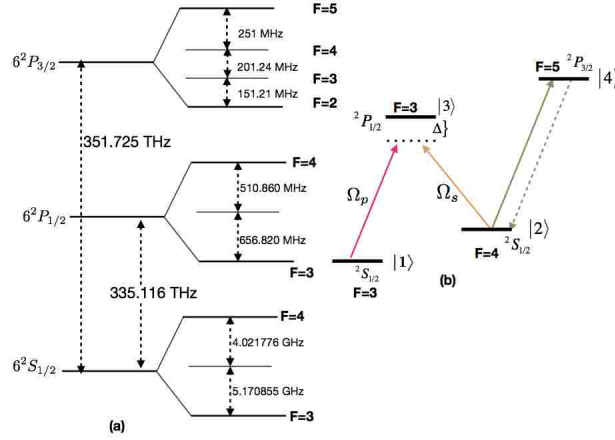 F=5
251 MHz
6²P3/2
F=4
201.24 MHz
F=3
151.21 MHz
F=2
351.725 THz
F=4
510.860 MHz
6²P1/2
656.820 MHz
F=3
335.116 THz
F=4
4.021776 GHz
6²S1/2
5.170855 GHz
F=3
(a)
F=5 ²P3/2 |4⟩
F=3 |3⟩
²P1/2 Δ}
Ωp Ωs
|2⟩
F=4 ²S1/2
|1⟩
²S1/2
F=3
(b)